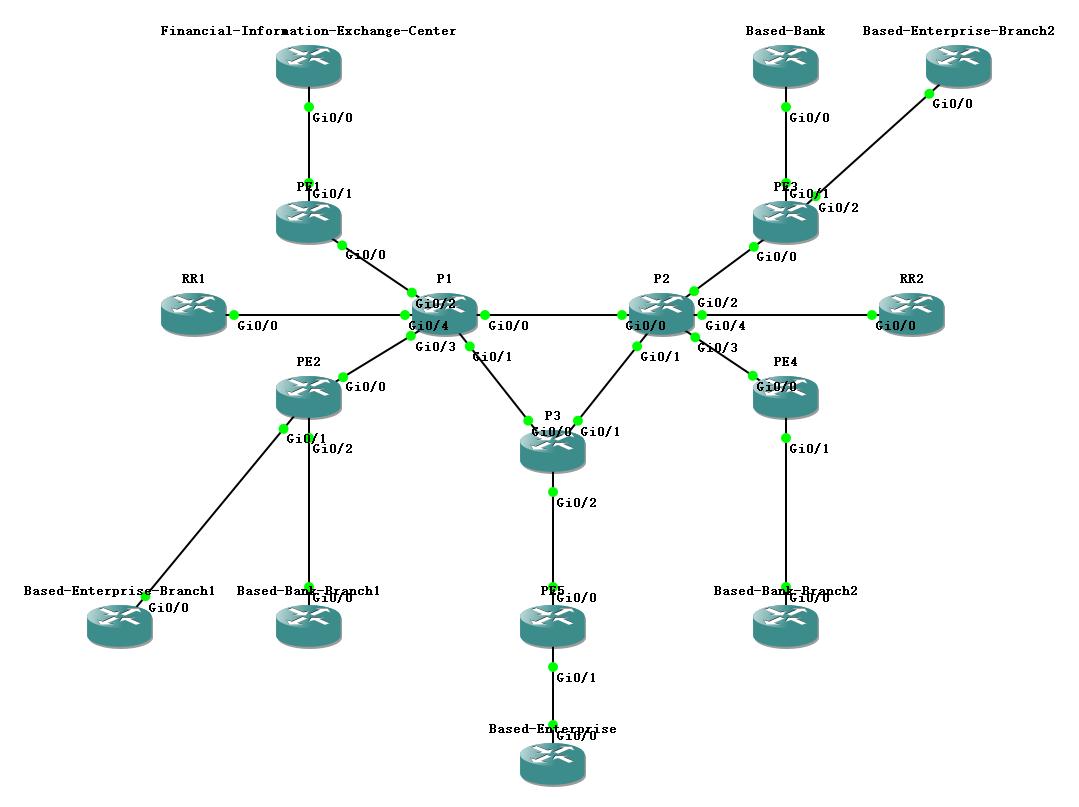 Financial-Information-Exchange-Center
Based-Bank
Based-Enterprise-Branch2
Gi0/0
Gi0/0
Gi0/0
PE1
Gi0/1
PE3
Gi0/1
Gi0/2
Gi0/0
Gi0/0
RR1
P1
P2
RR2
Gi0/2
Gi0/2
Gi0/0
Gi0/4
Gi0/0
Gi0/0
Gi0/4
Gi0/0
Gi0/3
Gi0/1
Gi0/1
Gi0/3
PE2
PE4
Gi0/0
Gi0/0
P3
Gi0/0
Gi0/1
Gi0/1
Gi0/2
Gi0/1
Gi0/2
Based-Enterprise-Branch1
Based-Bank-Branch1
PE5
Based-Bank-Branch2
Gi0/0
Gi0/0
Gi0/0
Gi0/0
Gi0/1
Based-Enterprise
Gi0/0